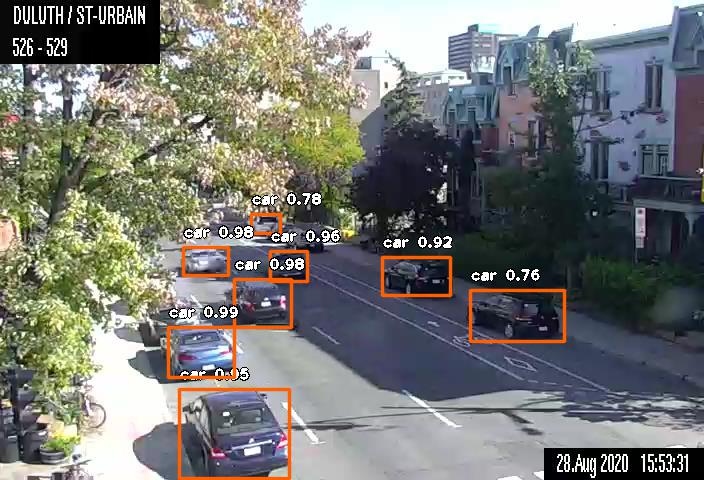 DULUTH / ST-URBAIN
526 - 529
car 0.78
car 0.98
car 0.96
car 0.98
car 0.92
car 0.76
car 0.99
car 0.95
28.Aug 2020 15:53:31